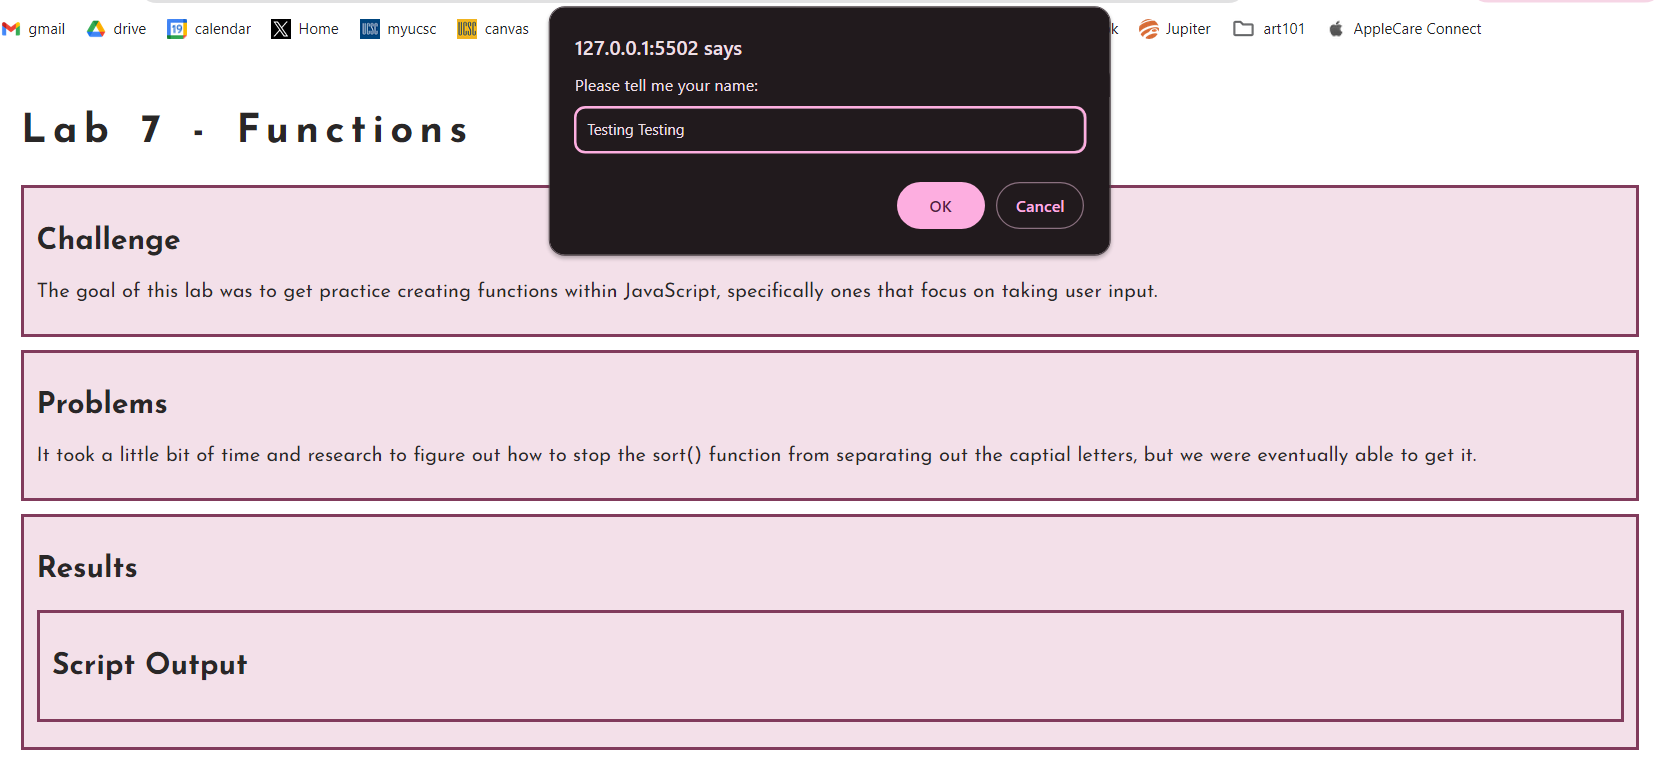 gmail drive calendar Home myucsc canvas Jupiter art101 AppleCare Connect
127.0.0.1:5502 says
Please tell me your name:
Testing Testing
OK Cancel
Lab 7 - Functions
Challenge
The goal of this lab was to get practice creating functions within JavaScript, specifically ones that focus on taking user input.
Problems
It took a little bit of time and research to figure out how to stop the sort() function from separating out the captial letters, but we were eventually able to get it.
Results
Script Output